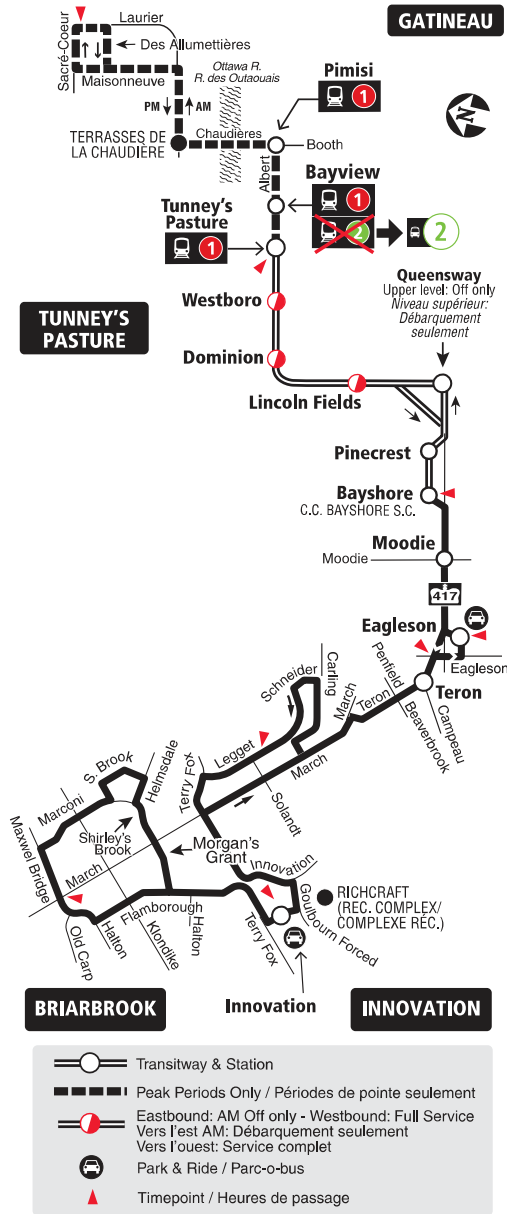 GATINEAU
Laurier
Sacré-Coeur
Des Allumettières
Maisonneuve
Ottawa R.
R. des Outaouais
Pimisi
1
PM
AM
N
TERRASSES DE
LA CHAUDIÈRE
Chaudières
Booth
Albert
Bayview
1
2
2
Tunney's
Pasture
1
Queensway
Upper level: Off only
Niveau supérieur:
Débarquement
seulement
Westboro
TUNNEY'S
PASTURE
Dominion
Lincoln Fields
Pinecrest
Bayshore
C.C. BAYSHORE S.C.
Moodie
Moodie
417
Eagleson
Eagleson
Teron
Schneider
Carling
March
Teron
Penfield
Beaverbrook
Campeau
Legget
March
Solandt
Terry Fox
S. Brook
Helmsdale
Marconi
Shirley's
Brook
Morgan's
Grant
Maxwel Bridge
March
Innovation
Goulbourn Forced
RICHCRAFT
(REC. COMPLEX/
COMPLEXE RÉC.)
Flamborough
Halton
Halton
Klondike
Old Carp
Terry Fox
Innovation
BRIARBROOK
INNOVATION
Transitway & Station
Peak Periods Only / Périodes de pointe seulement
Eastbound: AM Off only - Westbound: Full Service
Vers l'est AM: Débarquement seulement
Vers l'ouest: Service complet
Park & Ride / Parc-o-bus
Timepoint / Heures de passage